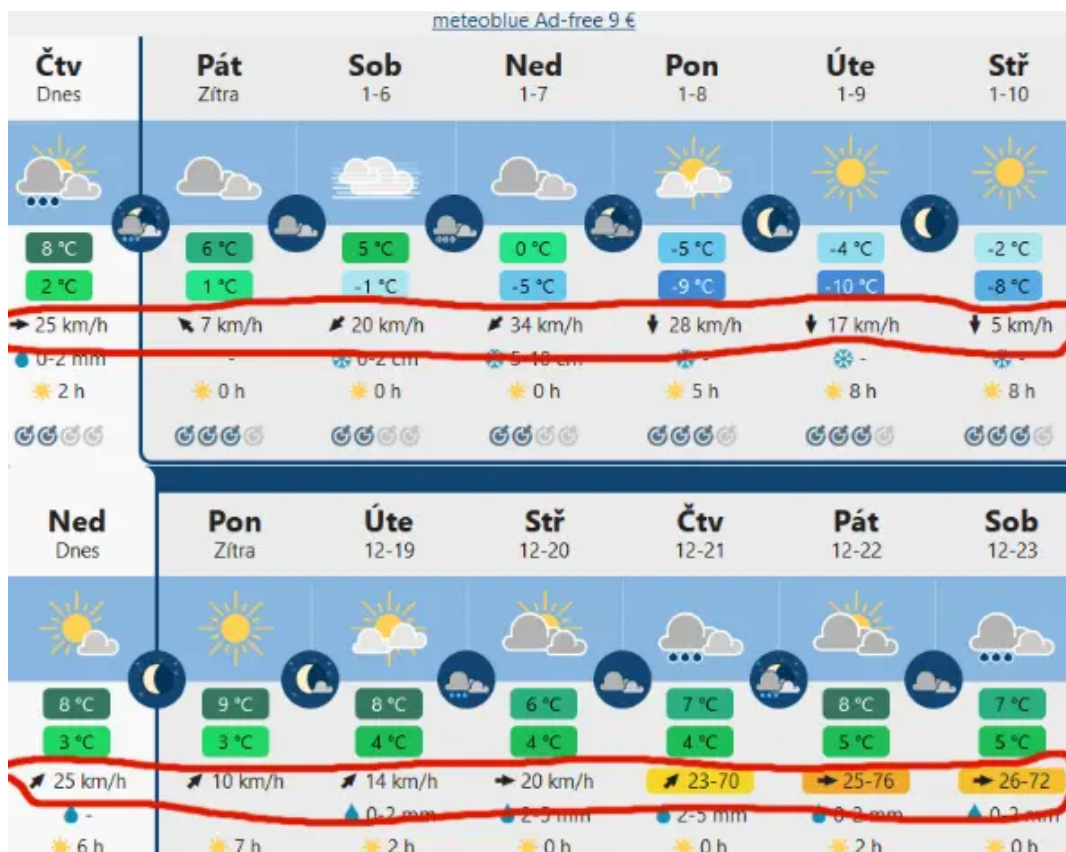 meteoblue Ad-free 9 €
Čtv Pát Sob Ned Pon Úte Stř
Dnes Zítra 1-6 1-7 1-8 1-9 1-10
8 °C 6 °C 5 °C 0 °C -5 °C -4 °C -2 °C
2 °C 1 °C -1 °C -5 °C -9 °C -10 °C -8 °C
25 km/h 7 km/h 20 km/h 34 km/h 28 km/h 17 km/h 5 km/h
0-2 mm - 0-2 cm 5-10 cm - - -
2 h 0 h 0 h 0 h 5 h 8 h 8 h
Ned Pon Úte Stř Čtv Pát Sob
Dnes Zítra 12-19 12-20 12-21 12-22 12-23
8 °C 9 °C 8 °C 6 °C 7 °C 8 °C 7 °C
3 °C 3 °C 4 °C 4 °C 4 °C 5 °C 5 °C
25 km/h 10 km/h 14 km/h 20 km/h 23-70 25-76 26-72
- 0-2 mm 2-5 mm 2-5 mm 0-2 mm 0-2 mm
6 h 7 h 2 h 0 h 0 h 2 h 0 h